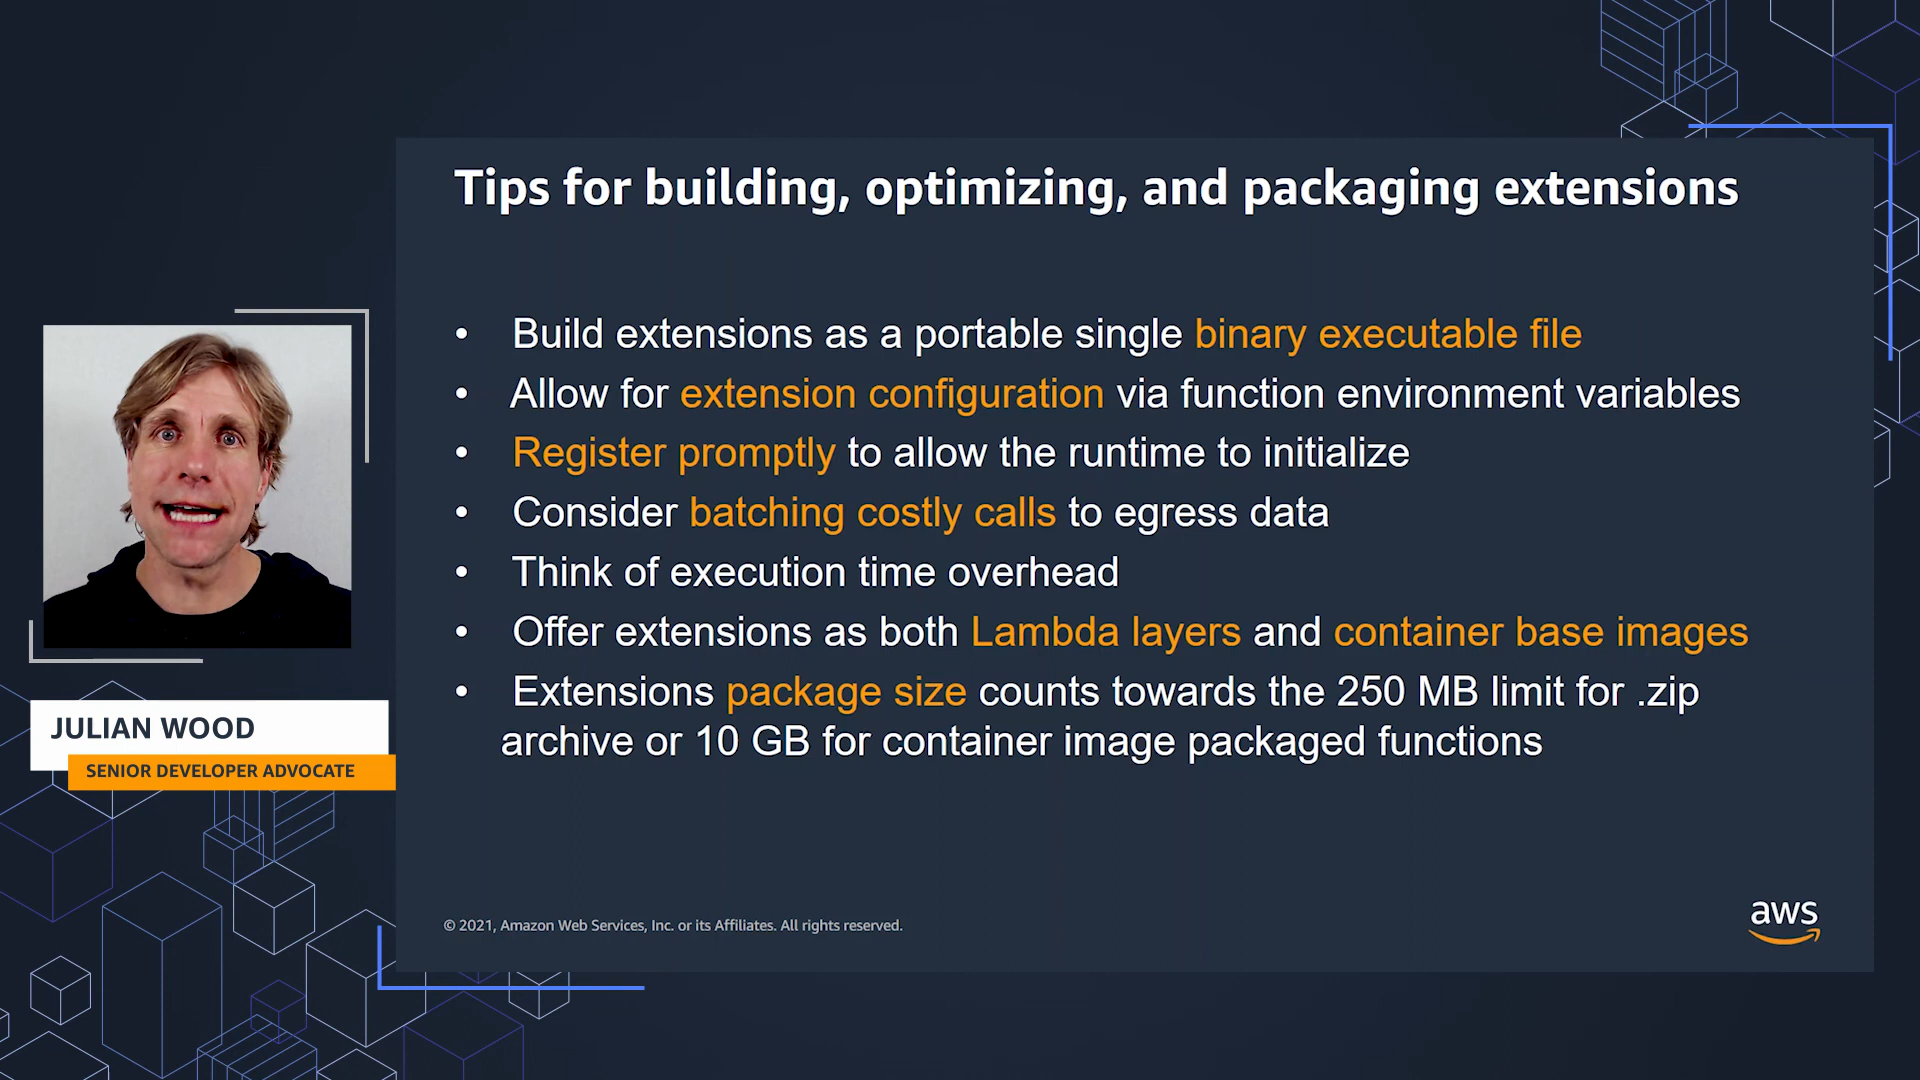 Tips for building, optimizing, and packaging extensions
• Build extensions as a portable single binary executable file
• Allow for extension configuration via function environment variables
• Register promptly to allow the runtime to initialize
• Consider batching costly calls to egress data
• Think of execution time overhead
• Offer extensions as both Lambda layers and container base images
• Extensions package size counts towards the 250 MB limit for .zip
archive or 10 GB for container image packaged functions
JULIAN WOOD
SENIOR DEVELOPER ADVOCATE
© 2021, Amazon Web Services, Inc. or its Affiliates. All rights reserved.
aws